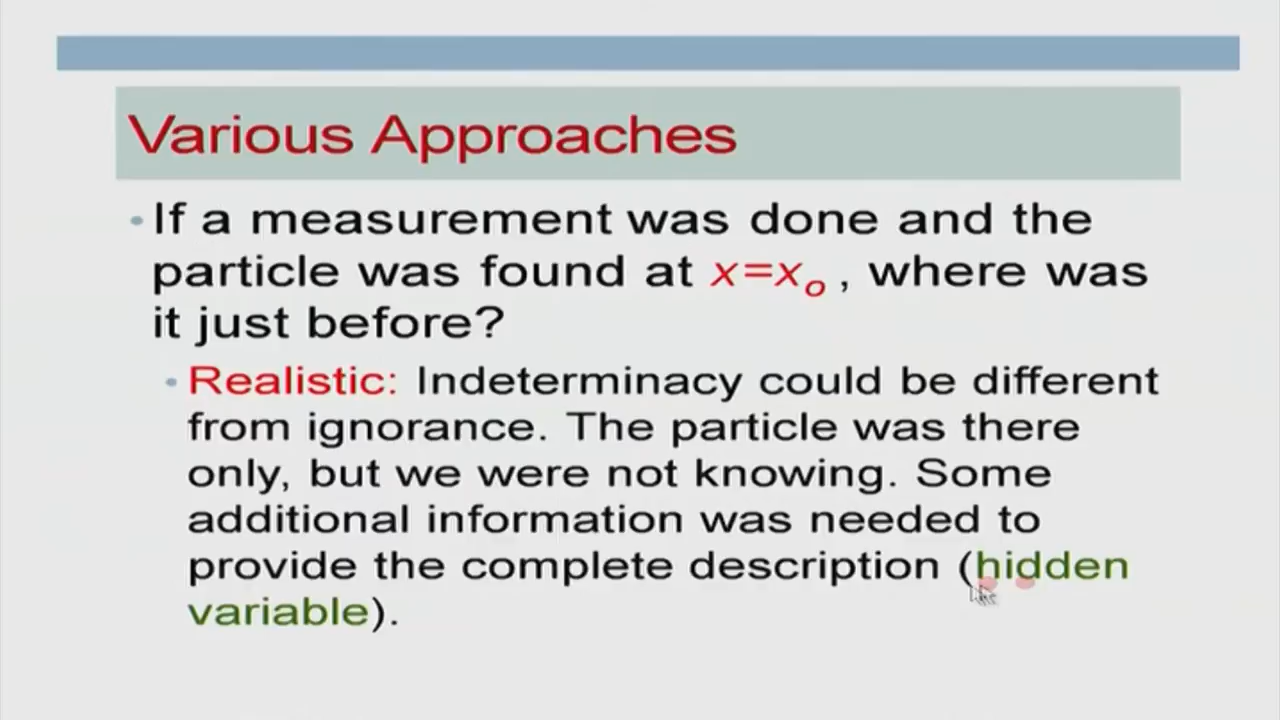 Various Approaches
• If a measurement was done and the
particle was found at x=xₒ , where was
it just before?
• Realistic: Indeterminacy could be different
from ignorance. The particle was there
only, but we were not knowing. Some
additional information was needed to
provide the complete description (hidden
variable).